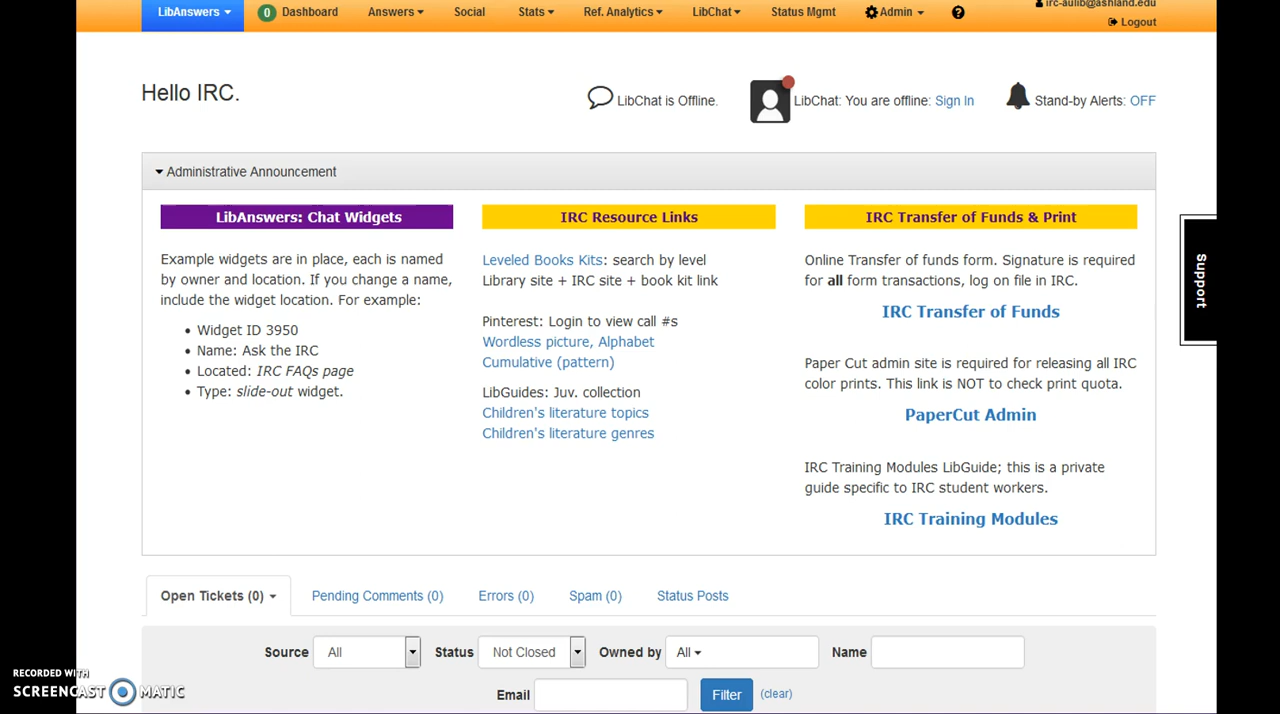 LibAnswers
0 Dashboard
Answers
Social
Stats
Ref. Analytics
LibChat
Status Mgmt
Admin
?
irc-aulib@ashland.edu
Logout
Hello IRC.
LibChat is Offline.
LibChat: You are offline: Sign In
Stand-by Alerts: OFF
Administrative Announcement
LibAnswers: Chat Widgets
Example widgets are in place, each is named
by owner and location. If you change a name,
include the widget location. For example:
• Widget ID 3950
• Name: Ask the IRC
• Located: IRC FAQs page
• Type: slide-out widget.
IRC Resource Links
Leveled Books Kits: search by level
Library site + IRC site + book kit link
Pinterest: Login to view call #s
Wordless picture, Alphabet
Cumulative (pattern)
LibGuides: Juv. collection
Children's literature topics
Children's literature genres
IRC Transfer of Funds & Print
Online Transfer of funds form. Signature is required
for all form transactions, log on file in IRC.
IRC Transfer of Funds
Paper Cut admin site is required for releasing all IRC
color prints. This link is NOT to check print quota.
PaperCut Admin
IRC Training Modules LibGuide; this is a private
guide specific to IRC student workers.
IRC Training Modules
Support
Open Tickets (0)
Pending Comments (0)
Errors (0)
Spam (0)
Status Posts
Source All
Status Not Closed
Owned by All
Name
Email
Filter
(clear)
RECORDED WITH
SCREENCAST MATIC